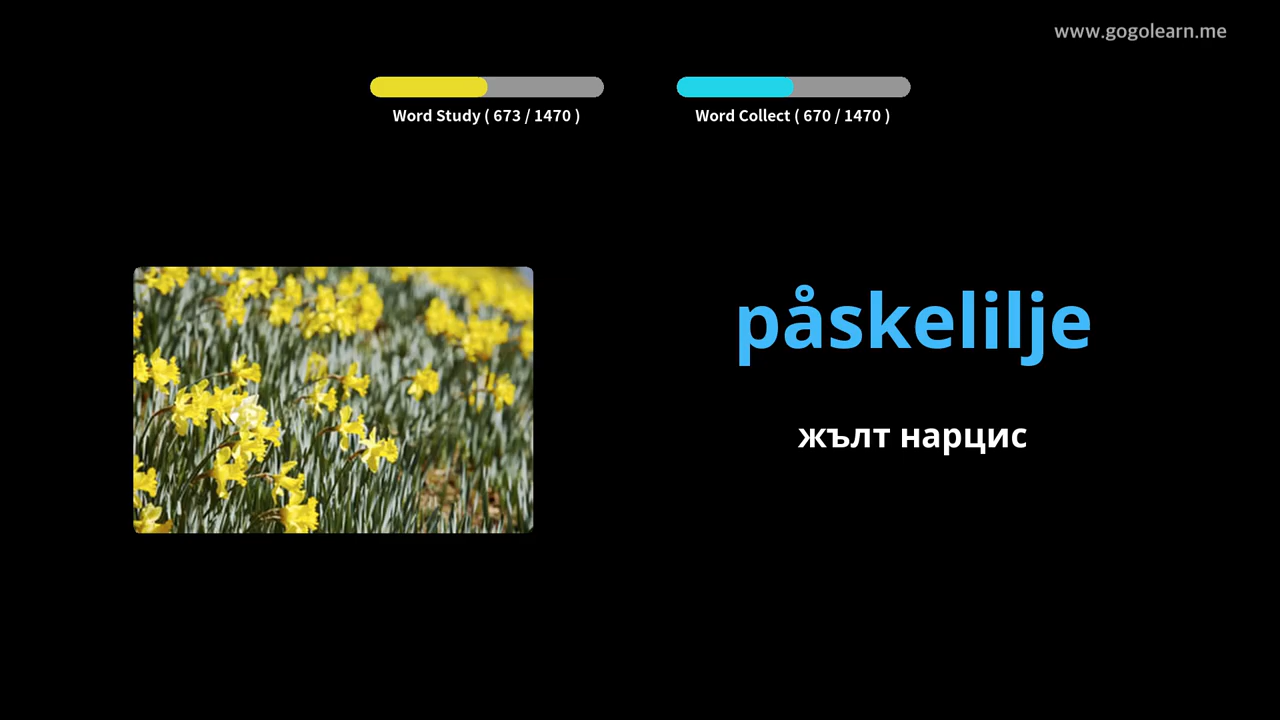 www.gogolearn.me
Word Study ( 673 / 1470 )
Word Collect ( 670 / 1470 )
påskelilje
жълт нарцис